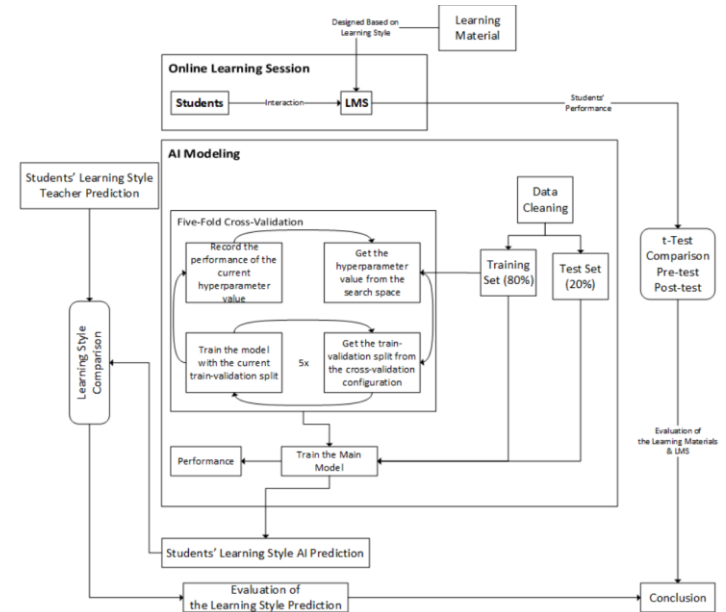 Designed Based on
Learning Style
Learning
Material
Online Learning Session
Students
Interaction
LMS
Students'
Performance
AI Modeling
Students' Learning Style
Teacher Prediction
Data
Cleaning
Five-Fold Cross-Validation
Record the
performance of the
current
hyperparameter
value
Get the
hyperparameter
value from the
search space
Training
Set (80%)
Test Set
(20%)
t-Test
Comparison
Pre-test
Post-test
Learning Style
Comparison
Train the model
with the current
train-validation split
5x
Get the train-
validation split from
the cross-validation
configuration
Evaluation of
the Learning Materials
& LMS
Performance
Train the Main
Model
Students' Learning Style AI Prediction
Evaluation of
the Learning Style Prediction
Conclusion